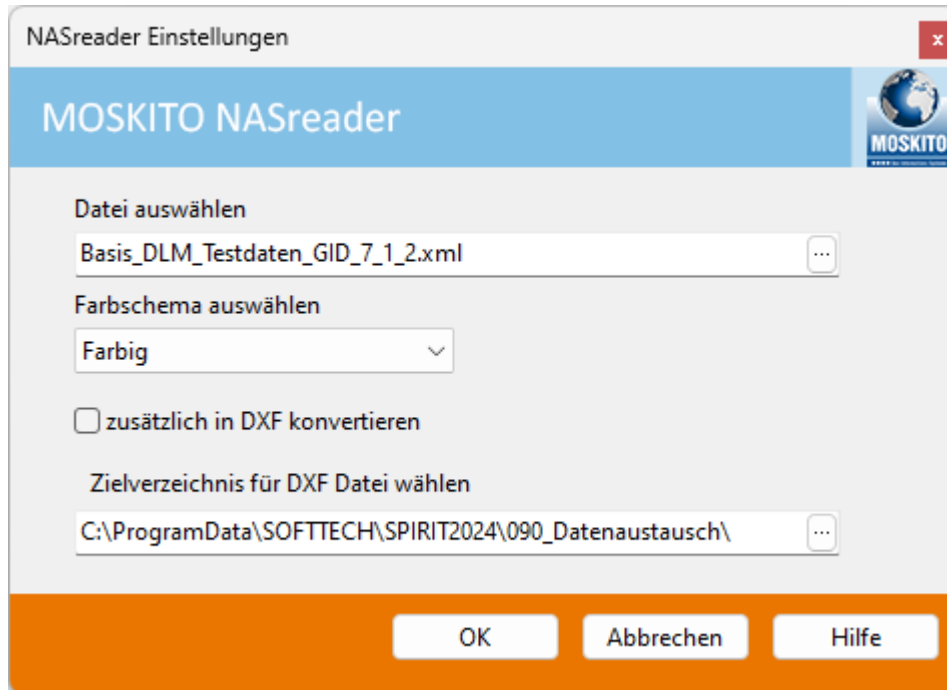 NASreader Einstellungen
x
MOSKITO NASreader
MOSKITO
Datei auswählen
Basis_DLM_Testdaten_GID_7_1_2.xml
...
Farbschema auswählen
Farbig
zusätzlich in DXF konvertieren
Zielverzeichnis für DXF Datei wählen
C:\ProgramData\SOFTTECH\SPIRIT2024\090_Datenaustausch\
...
OK
Abbrechen
Hilfe